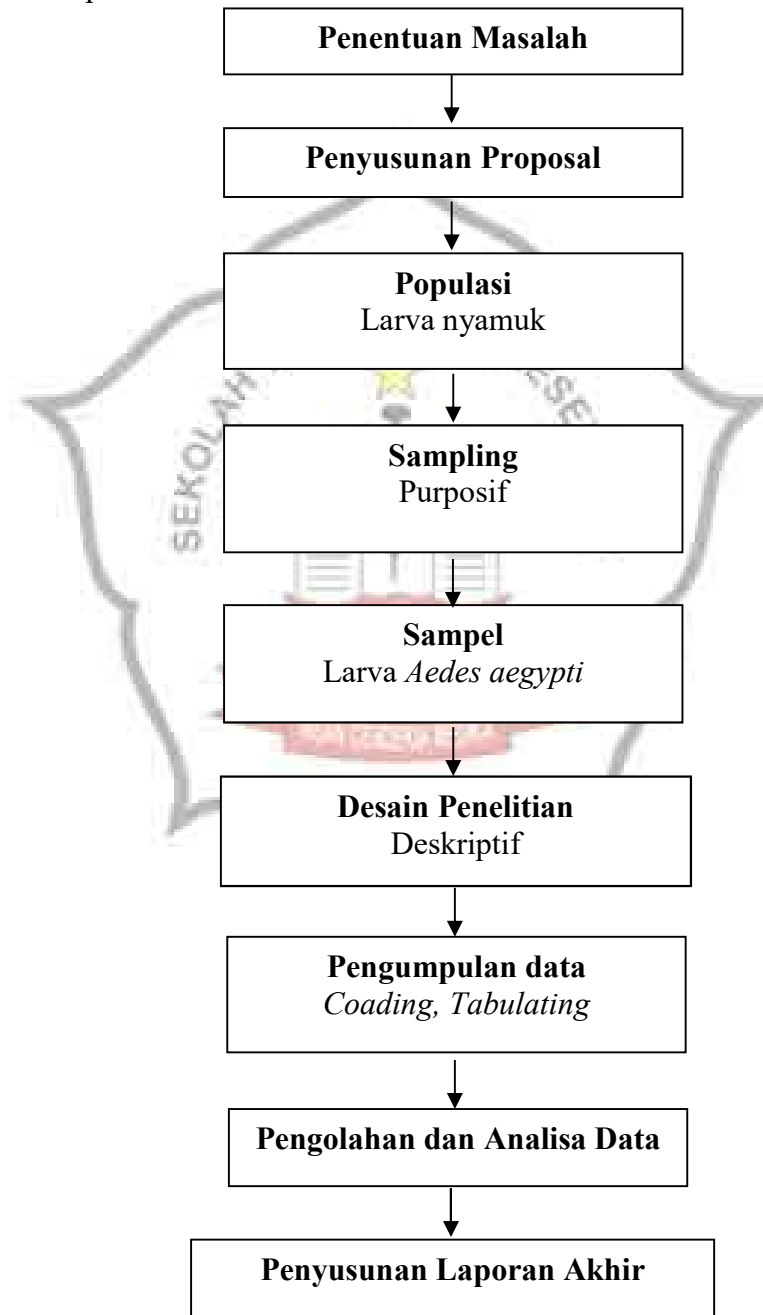 Penentuan Masalah
Penyusunan Proposal
Populasi
Larva nyamuk
SEKOLAH
Sampling
Purposif
Sampel
Larva Aedes aegypti
Desain Penelitian
Deskriptif
Pengumpulan data
Coading, Tabulating
Pengolahan dan Analisa Data
Penyusunan Laporan Akhir